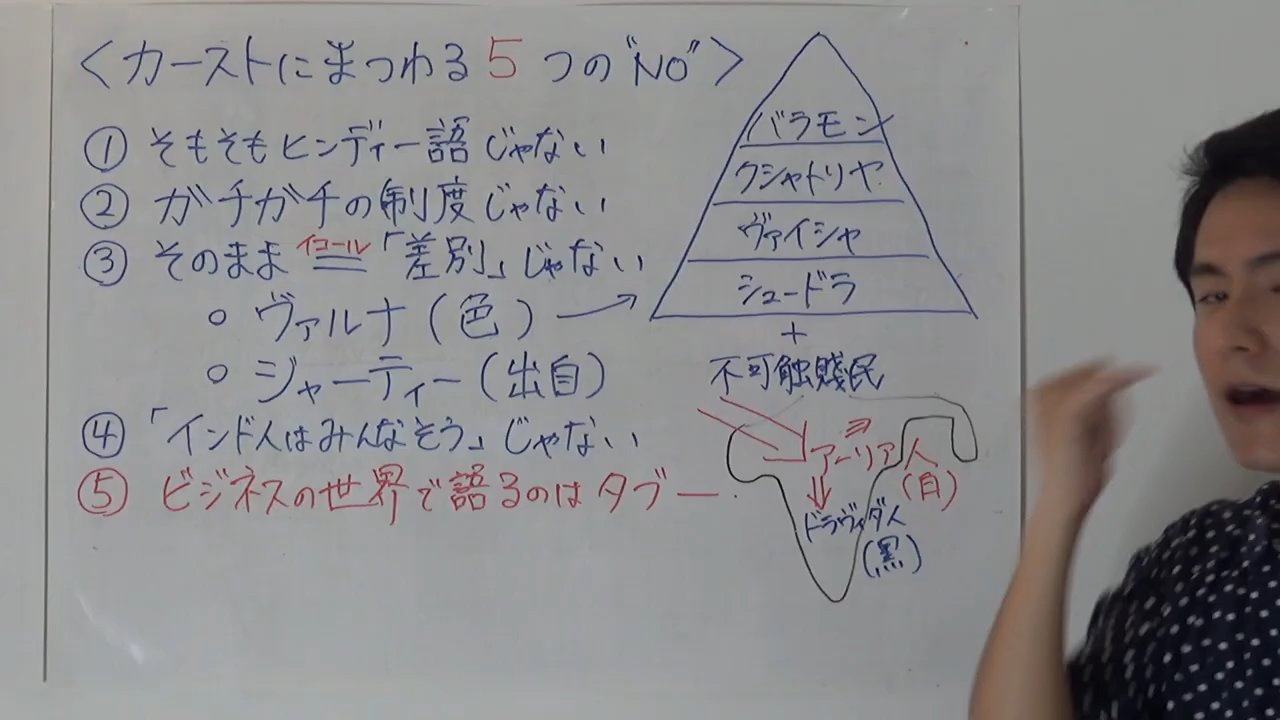 ＜カーストにまつわる5つの"NO"＞
① そもそもヒンディー語じゃない
② ガチガチの制度じゃない
③ そのまま イコール ＝「差別」じゃない
○ ヴァルナ(色) →
○ ジャーティー(出自)
④ 「インド人はみんなそう」じゃない
⑤ ビジネスの世界で語るのはタブー
バラモン
クシャトリヤ
ヴァイシャ
シュードラ
+
不可触賤民
アーリア人
(白)
ドラヴィダ人
(黒)